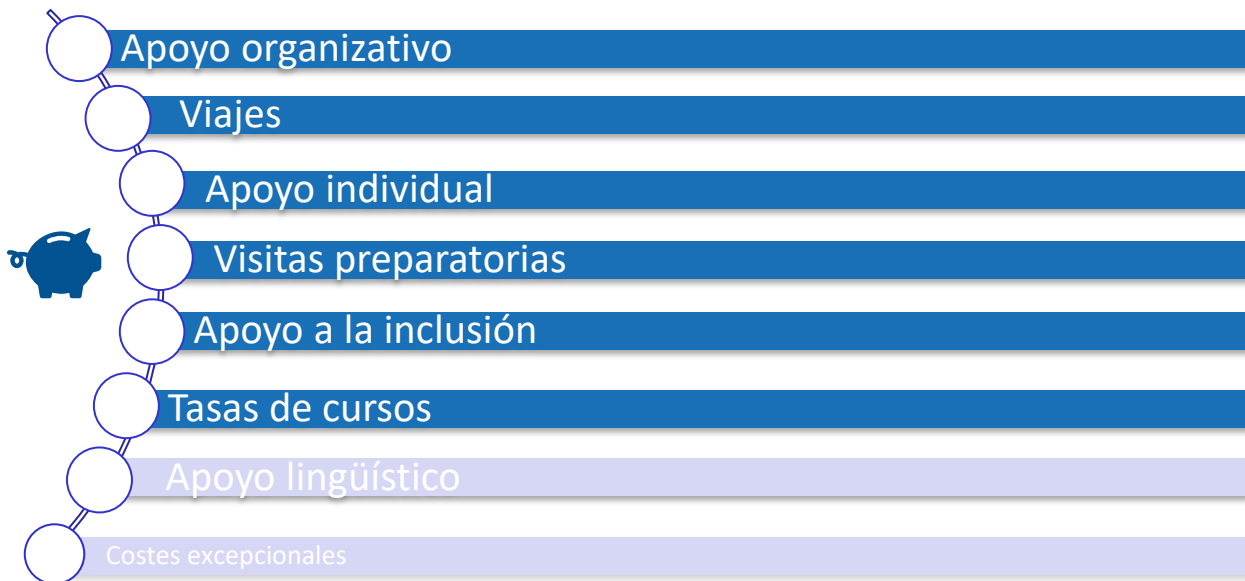 Apoyo organizativo
Viajes
Apoyo individual
Visitas preparatorias
Apoyo a la inclusión
Tasas de cursos
Apoyo lingüístico
Costes excepcionales